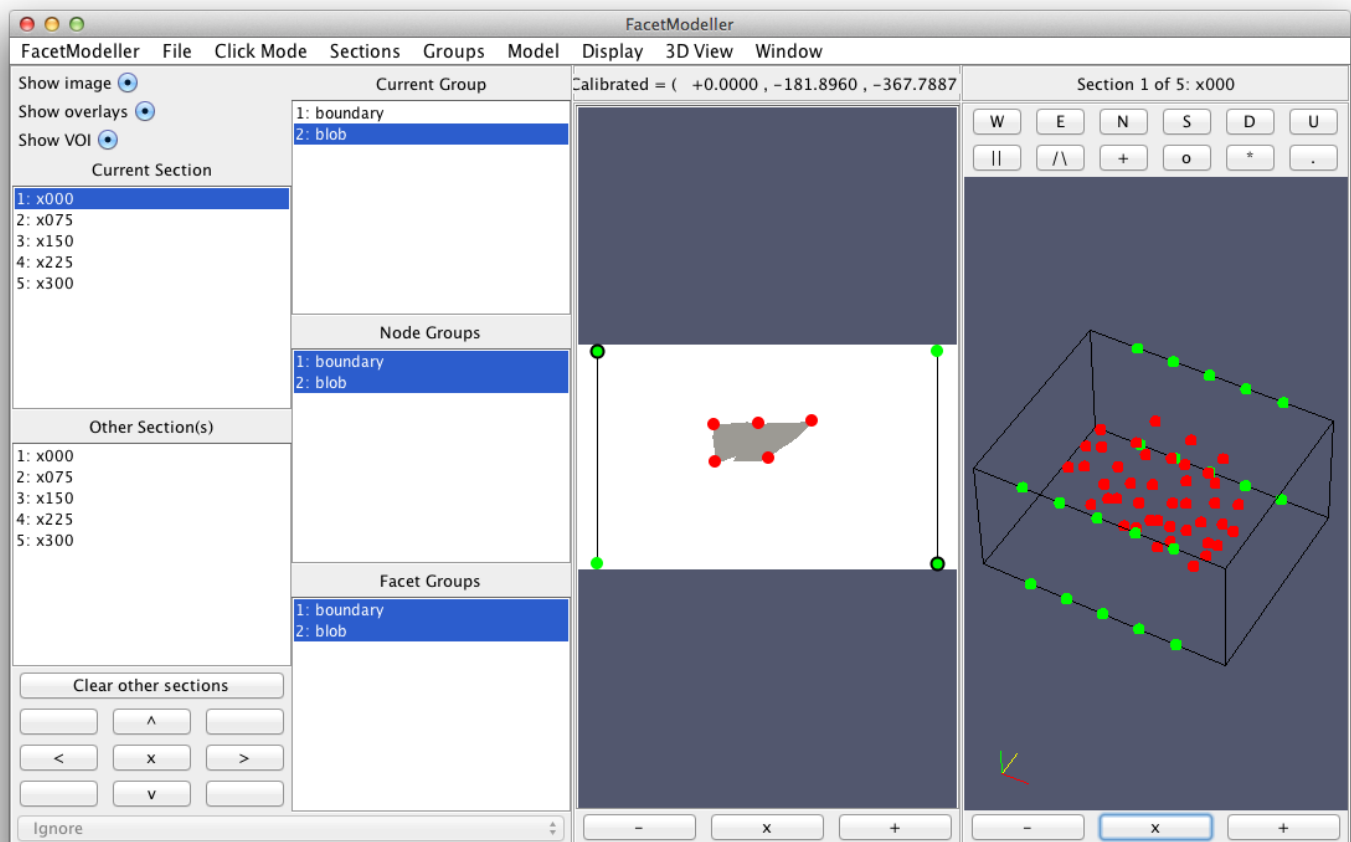 FacetModeller
FacetModeller File Click Mode Sections Groups Model Display 3D View Window
Show image
Show overlays
Show VOI
Current Section
1: x000
2: x075
3: x150
4: x225
5: x300
Other Section(s)
1: x000
2: x075
3: x150
4: x225
5: x300
Clear other sections
^
< x >
v
Ignore
Current Group
1: boundary
2: blob
Node Groups
1: boundary
2: blob
Facet Groups
1: boundary
2: blob
Calibrated = ( +0.0000 , -181.8960 , -367.7887
- x +
Section 1 of 5: x000
W E N S D U
|| /\ + o * .
- x +